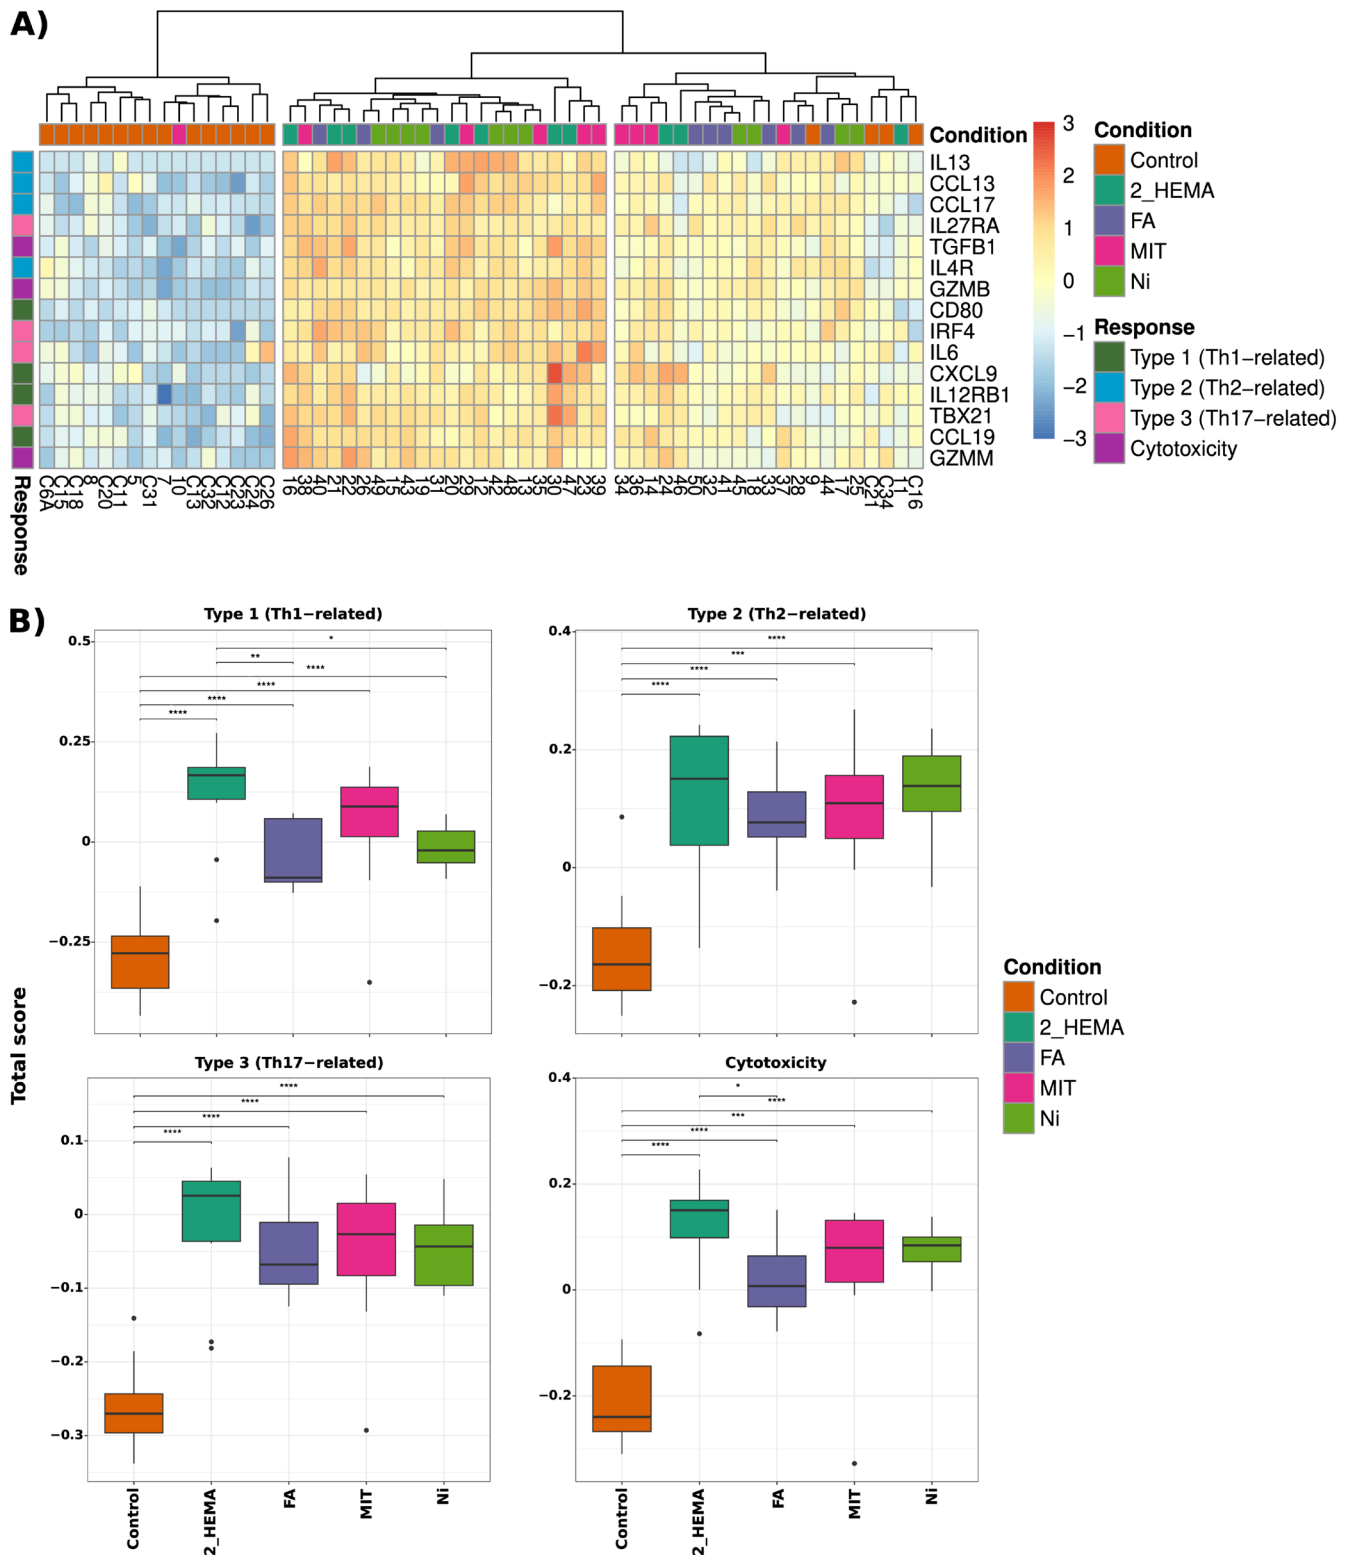 A)
Condition
IL13
CCL13
CCL17
IL27RA
TGFB1
IL4R
GZMB
CD80
IRF4
IL6
CXCL9
IL12RB1
TBX21
CCL19
GZMM
3
2
1
0
−1
−2
−3
Condition
Control
2_HEMA
FA
MIT
Ni
Response
Type 1 (Th1−related)
Type 2 (Th2−related)
Type 3 (Th17−related)
Cytotoxicity
Redsdsouse
B)
Total score
Type 1 (Th1−related)
0.5
0.25
0
−0.25
*
**
****
****
****
****
Type 2 (Th2−related)
0.4
0.2
0
−0.2
****
***
****
****
Type 3 (Th17−related)
0.1
0
−0.1
−0.2
−0.3
****
****
****
****
Control
2_HEMA
FA
MIT
Ni
Cytotoxicity
0.4
0.2
0
−0.2
*
****
***
****
****
Control
2_HEMA
FA
MIT
Ni
Condition
Control
2_HEMA
FA
MIT
Ni